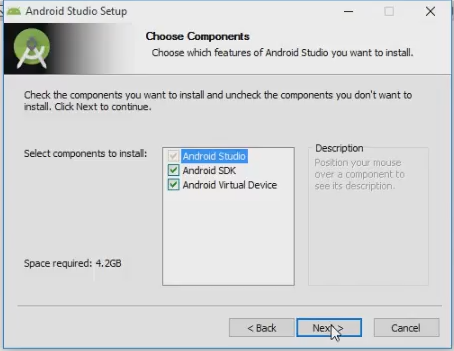 Android Studio Setup
Choose Components
Choose which features of Android Studio you want to install.
Check the components you want to install and uncheck the components you don't want to
install. Click Next to continue.
Select components to install:
Android Studio
Android SDK
Android Virtual Device
Description
Position your mouse
over a component to
see its description.
Space required: 4.2GB
< Back
Next >
Cancel